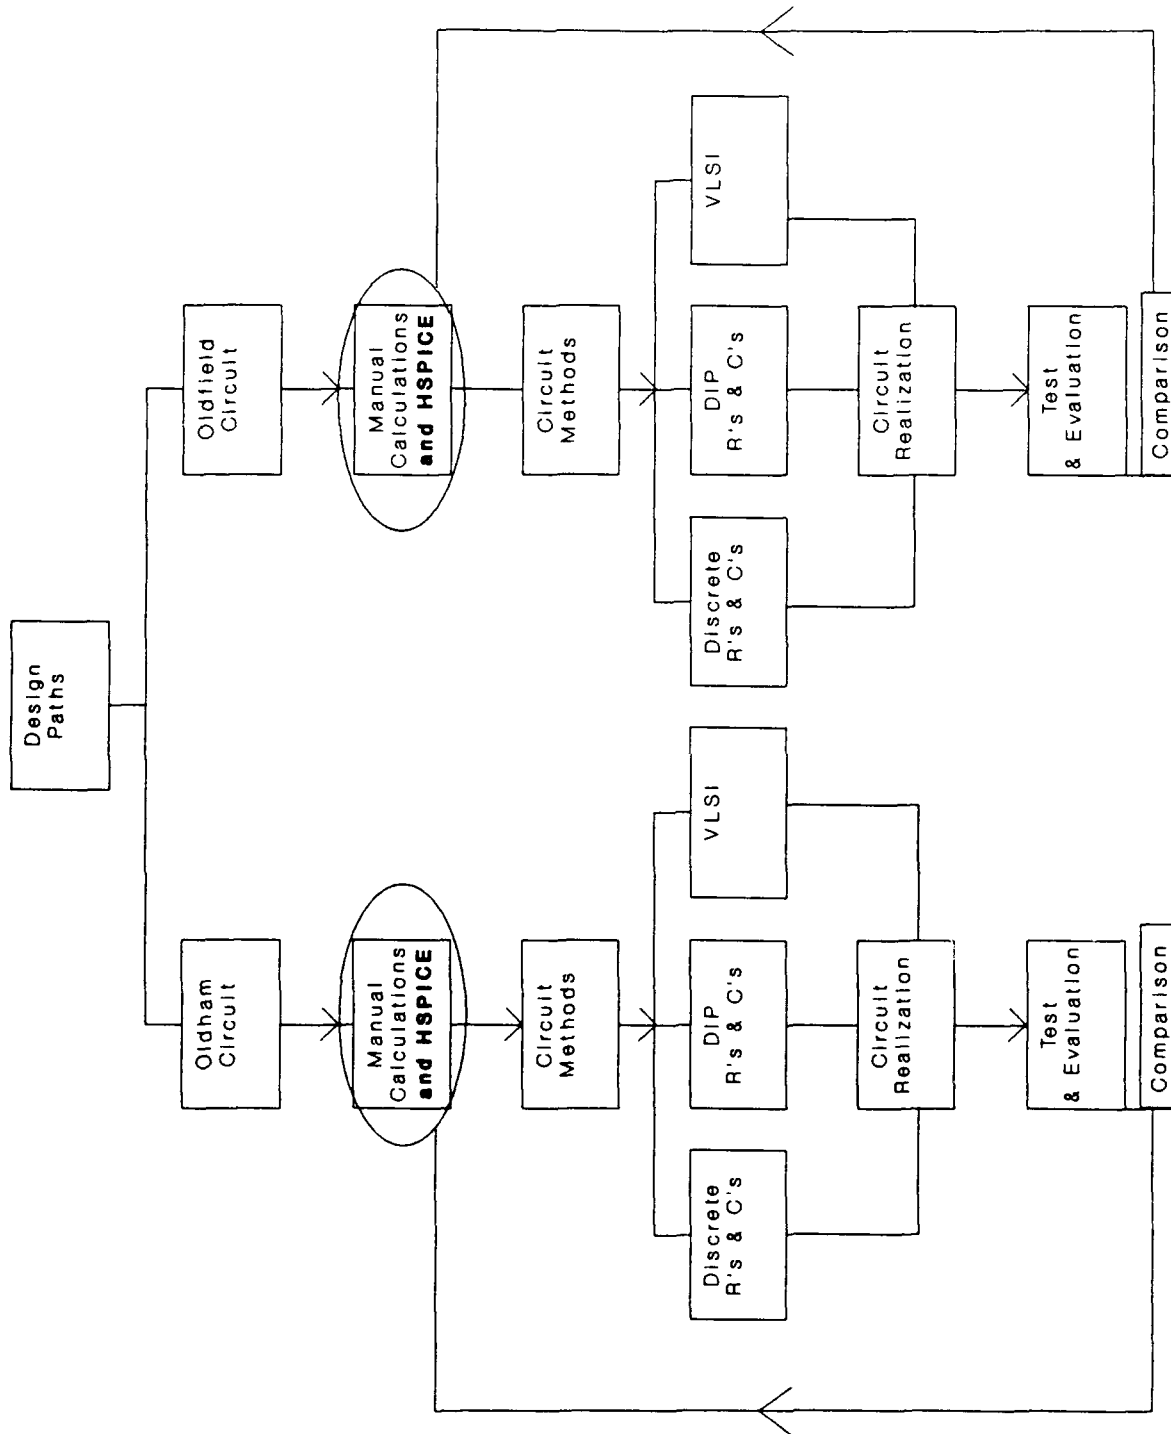 Design
Paths
Oldham
Circuit
Manual
Calculations
and HSPICE
Circuit
Methods
Discrete
R's & C's
DIP
R's & C's
VLSI
Circuit
Realization
Test
& Evaluation
Comparison
Oldfield
Circuit
Manual
Calculations
and HSPICE
Circuit
Methods
Discrete
R's & C's
DIP
R's & C's
VLSI
Circuit
Realization
Test
& Evaluation
Comparison